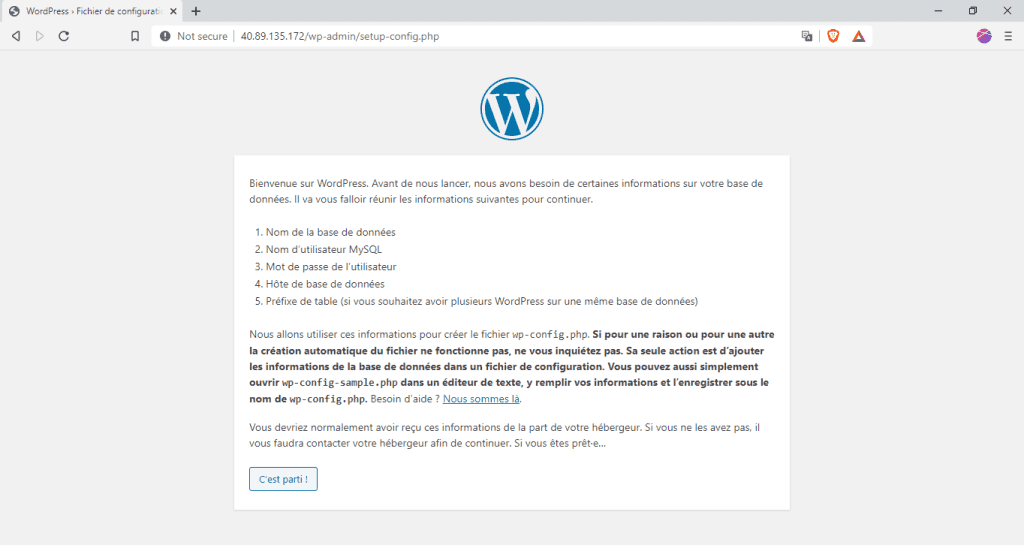 WordPress › Fichier de configurati
Not secure | 40.89.135.172/wp-admin/setup-config.php
Bienvenue sur WordPress. Avant de nous lancer, nous avons besoin de certaines informations sur votre base de
données. Il va vous falloir réunir les informations suivantes pour continuer.
1. Nom de la base de données
2. Nom d’utilisateur MySQL
3. Mot de passe de l’utilisateur
4. Hôte de base de données
5. Préfixe de table (si vous souhaitez avoir plusieurs WordPress sur une même base de données)
Nous allons utiliser ces informations pour créer le fichier wp-config.php. Si pour une raison ou pour une autre
la création automatique du fichier ne fonctionne pas, ne vous inquiétez pas. Sa seule action est d’ajouter
les informations de la base de données dans un fichier de configuration. Vous pouvez aussi simplement
ouvrir wp-config-sample.php dans un éditeur de texte, y remplir vos informations et l’enregistrer sous le
nom de wp-config.php. Besoin d’aide ? Nous sommes là.
Vous devriez normalement avoir reçu ces informations de la part de votre hébergeur. Si vous ne les avez pas, il
vous faudra contacter votre hébergeur afin de continuer. Si vous êtes prêt·e…
C’est parti !